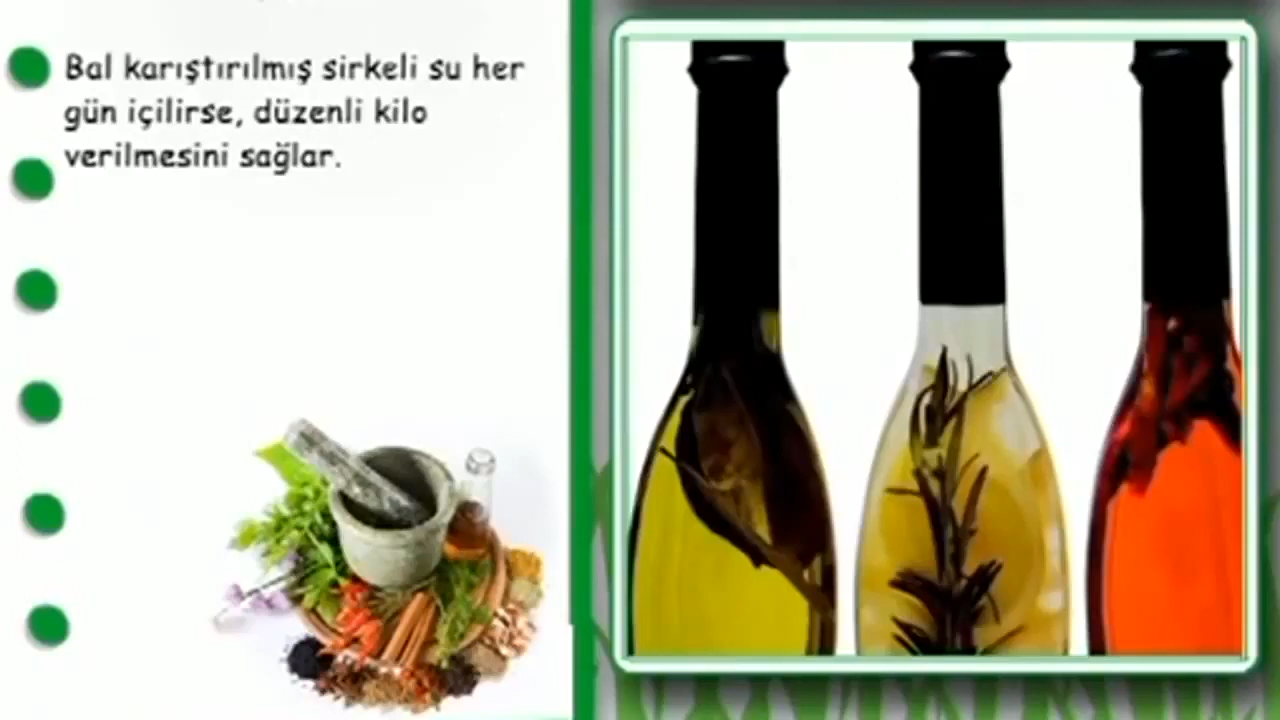 Bal karıştırılmış sirkeli su her
gün içilirse, düzenli kilo
verilmesini sağlar.